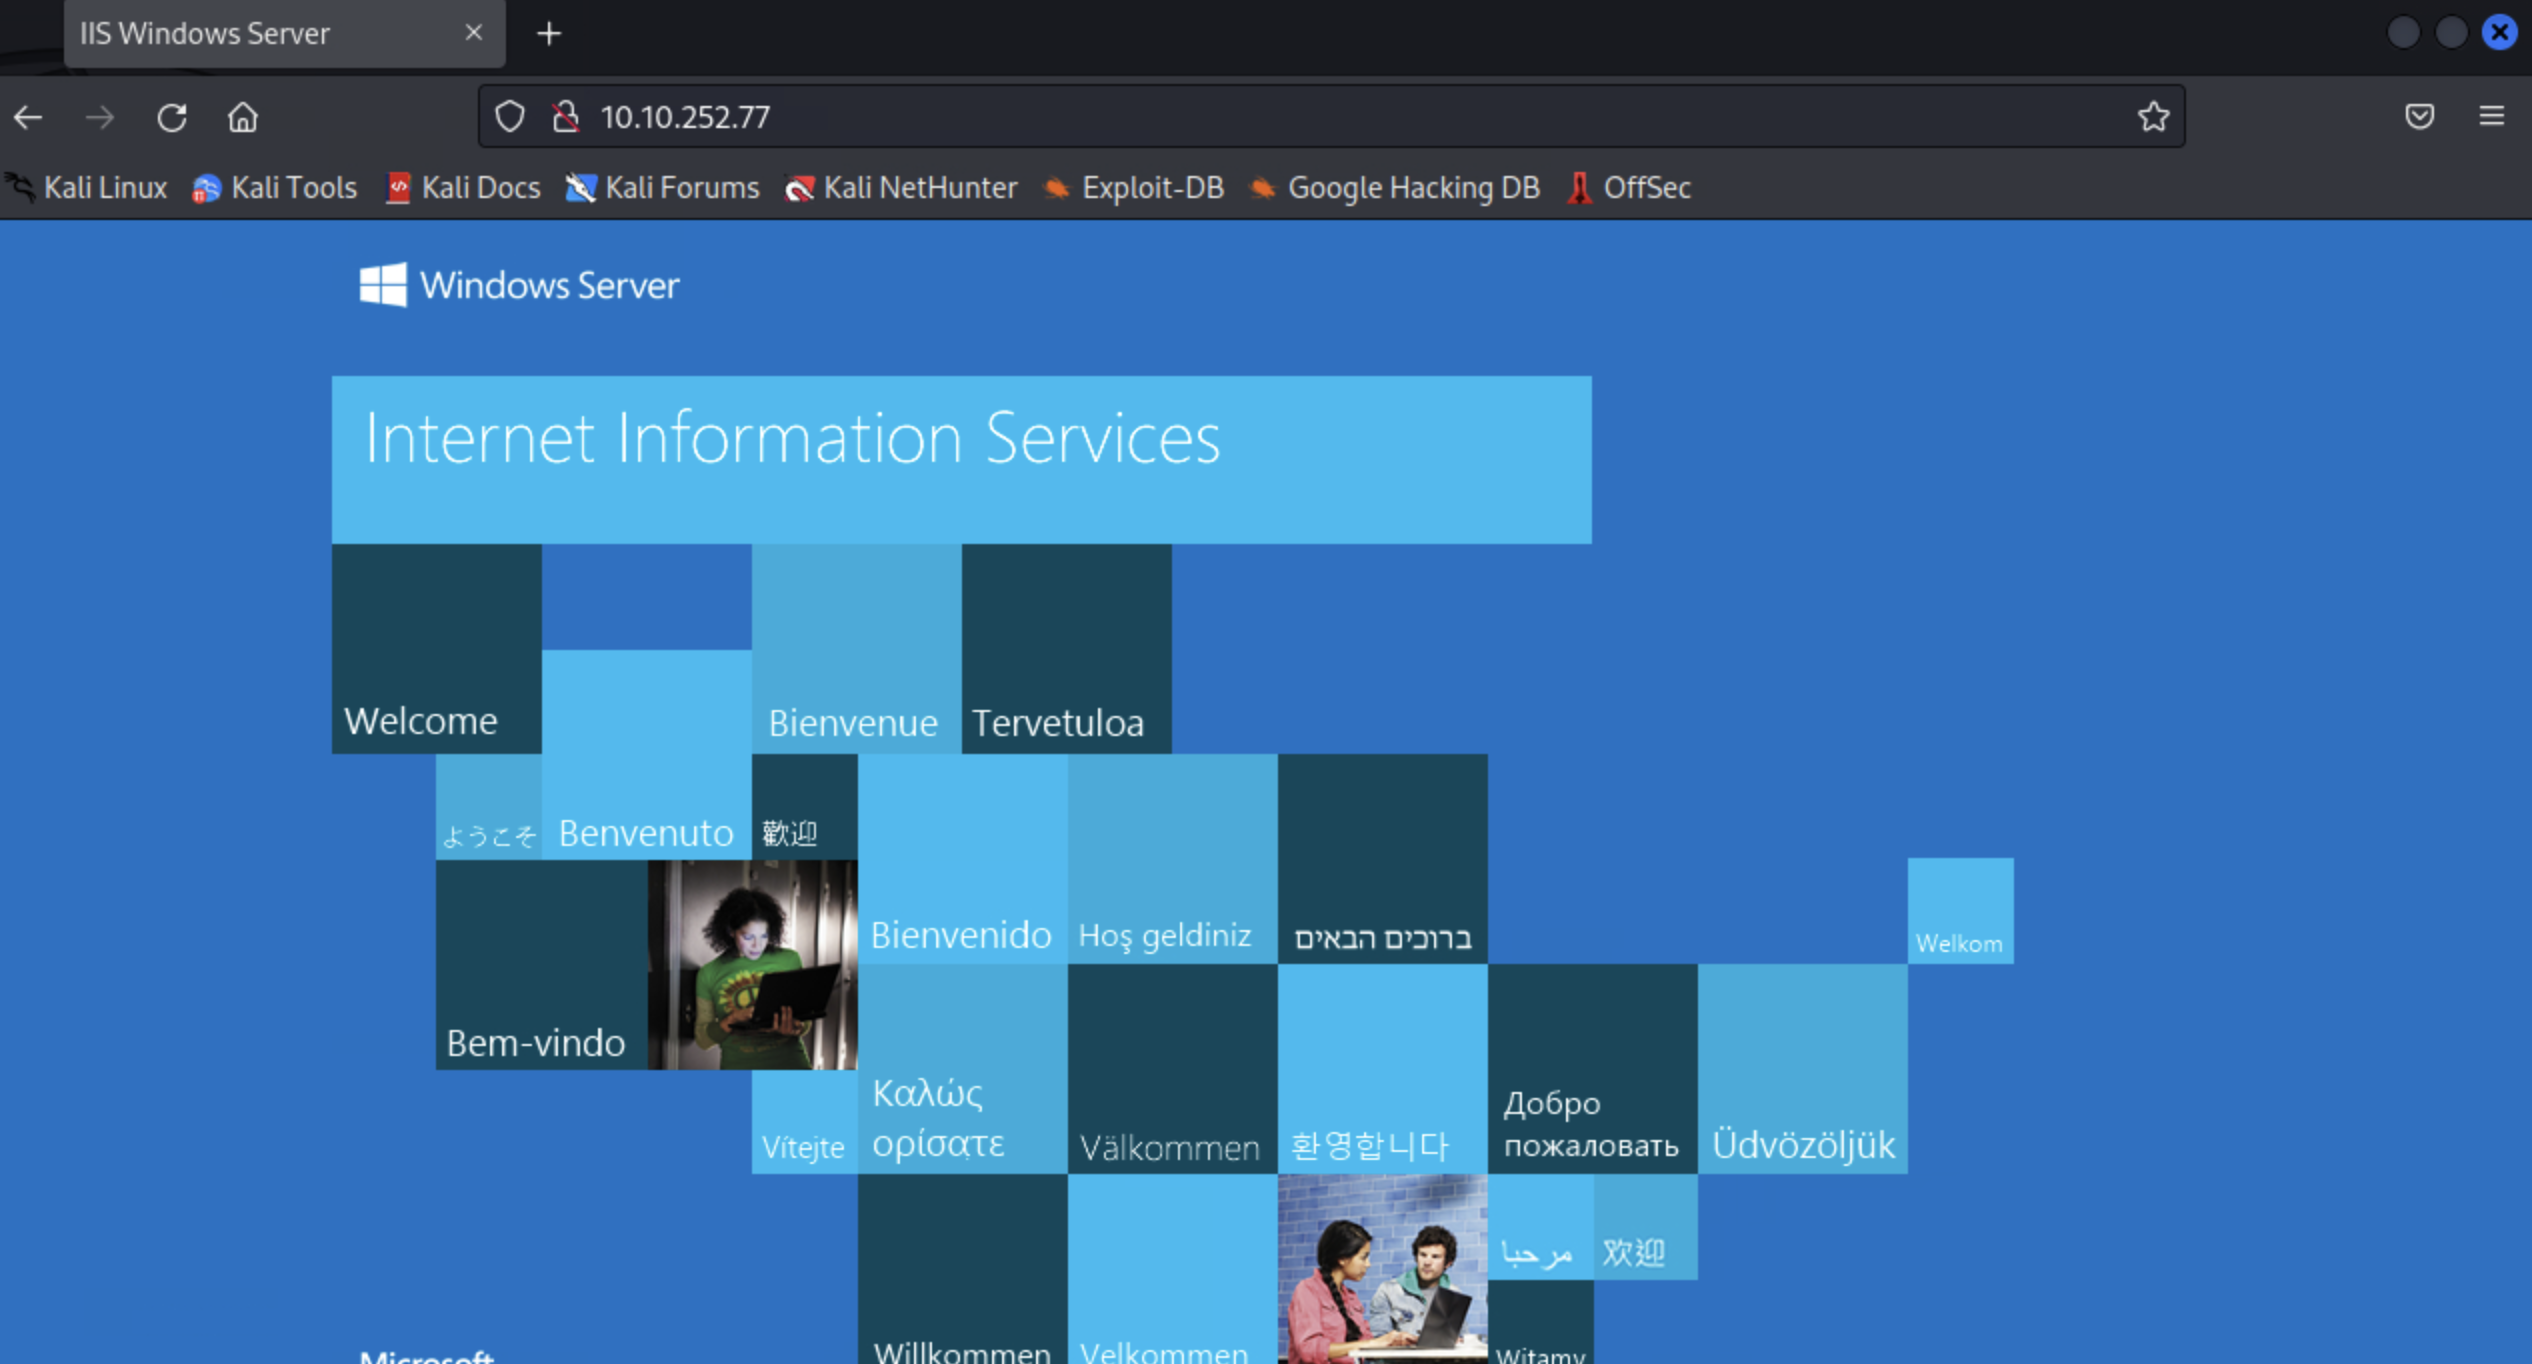 IIS Windows Server
10.10.252.77
Kali Linux
Kali Tools
Kali Docs
Kali Forums
Kali NetHunter
Exploit-DB
Google Hacking DB
OffSec
Windows Server
Internet Information Services
Welcome
Bienvenue
Tervetuloa
ようこそ
Benvenuto
歡迎
Bienvenido
Hoş geldiniz
ברוכים הבאים
Welkom
Bem-vindo
Vítejte
Καλώς
ορίσατε
Välkommen
환영합니다
Добро
пожаловать
Üdvözöljük
مرحبا
欢迎
Willkommen
Velkommen
Witamy
Microsoft